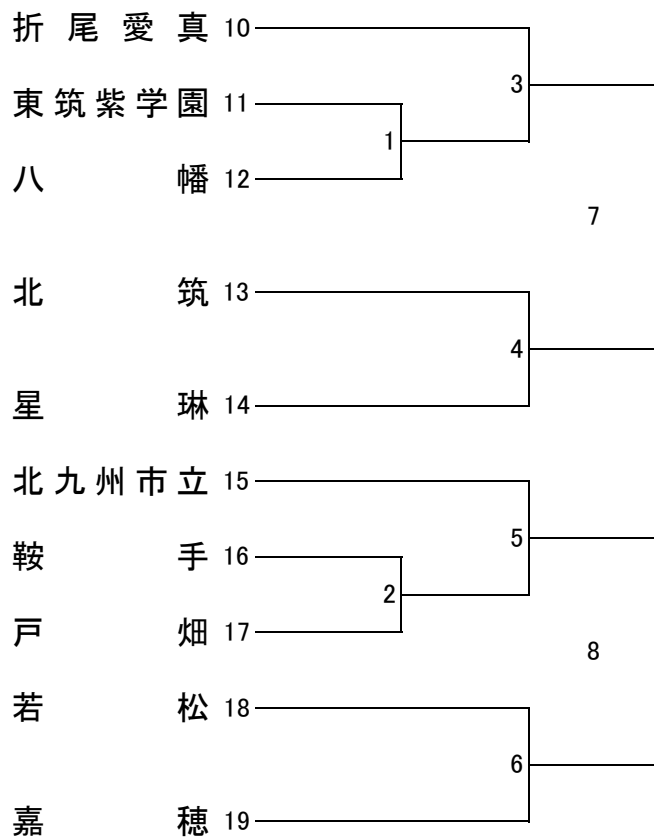 折尾愛真 10
3
東筑紫学園 11
1
八幡 12
7
北筑 13
4
星琳 14
北九州市立 15
5
鞍手 16
2
戸畑 17
8
若松 18
6
嘉穂 19